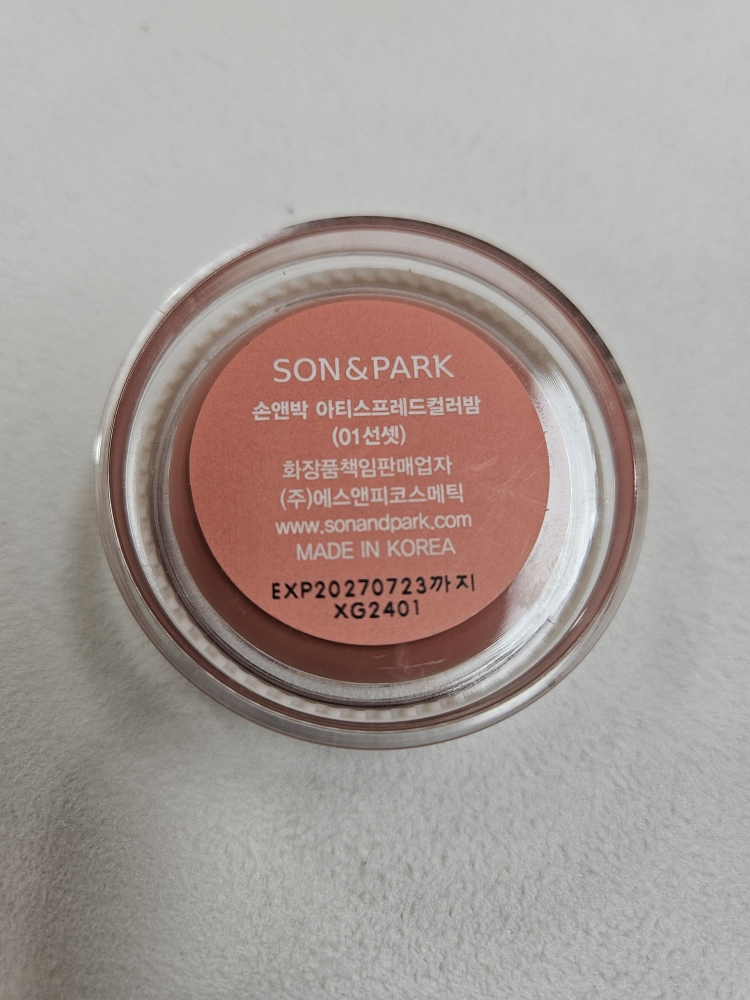 SON&PARK
손앤박 아티스프레드컬러밤
(01선셋)
화장품책임판매업자
(주)에스앤피코스메틱
www.sonandpark.com
MADE IN KOREA
EXP20270723까지
XG2401